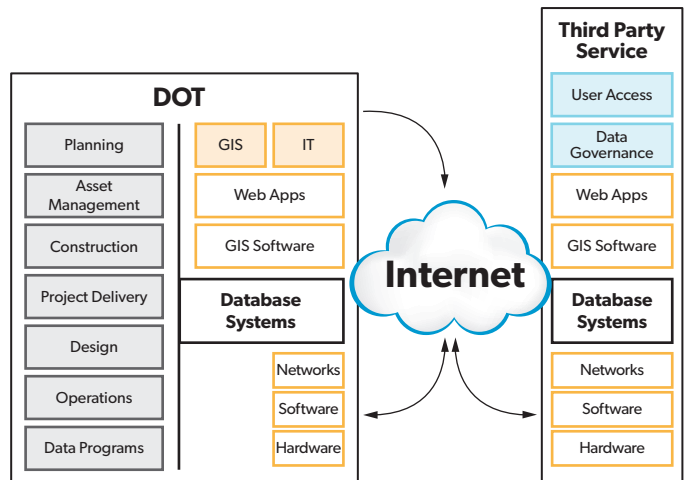 DOT
Planning
Asset
Management
Construction
Project Delivery
Design
Operations
Data Programs
GIS
IT
Web Apps
GIS Software
Database
Systems
Networks
Software
Hardware
Internet
Third Party
Service
User Access
Data
Governance
Web Apps
GIS Software
Database
Systems
Networks
Software
Hardware